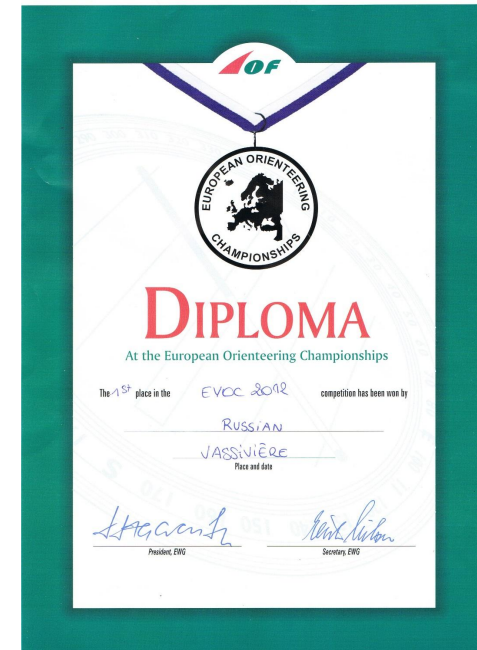 IOF
EUROPEAN ORIENTEERING
CHAMPIONSHIPS
DIPLOMA
At the European Orienteering Championships
The 1st place in the EVOC 2012 competition has been won by
RUSSIAN
VASSIVIÈRE
Place and date
President, EWG
Secretary, EWG